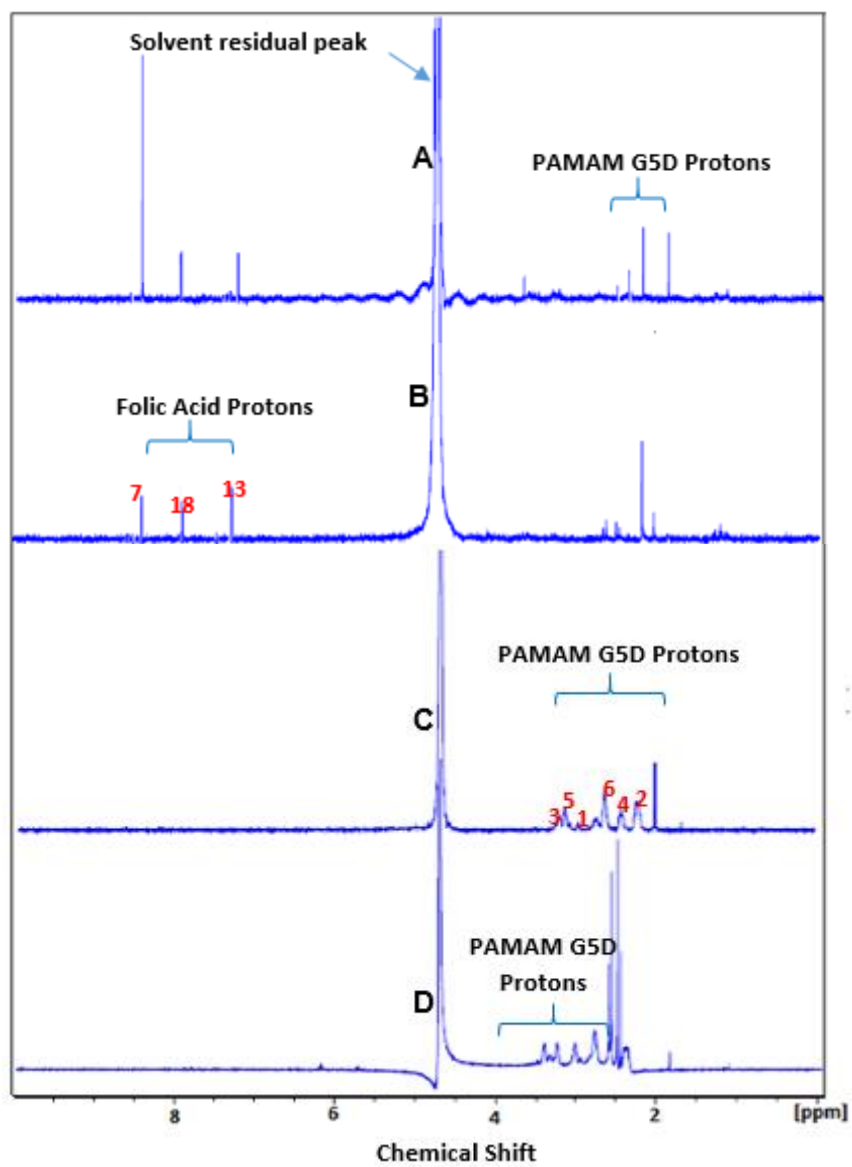 Solvent residual peak
A
PAMAM G5D Protons
B
Folic Acid Protons
7
18
13
PAMAM G5D Protons
C
3
5
1
6
4
2
PAMAM G5D
Protons
D
8
6
4
2
[ppm]
Chemical Shift